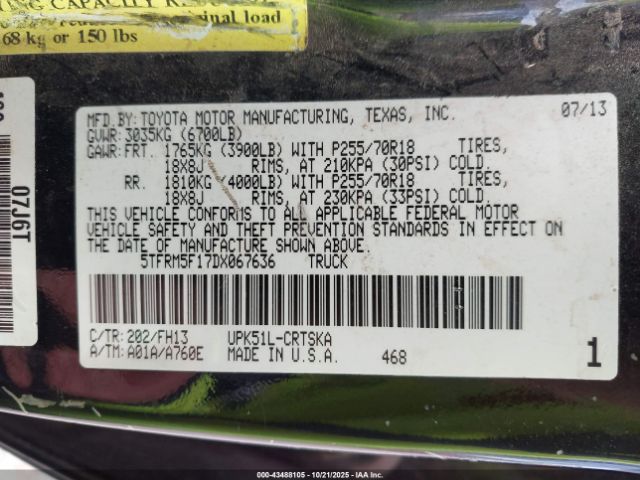 CAPACITY
inal load
68 kg or 150 lbs
07J6T
MFD.BY: TOYOTA MOTOR MANUFACTURING, TEXAS, INC. 07/13
GVWR: 3035KG (6700LB)
GAWR: FRT. 1765KG (3900LB) WITH P255/70R18 TIRES,
18X8J RIMS, AT 210KPA (30PSI) COLD.
RR. 1810KG (4000LB) WITH P255/70R18 TIRES,
18X8J RIMS, AT 230KPA (33PSI) COLD.
THIS VEHICLE CONFORMS TO ALL APPLICABLE FEDERAL MOTOR
VEHICLE SAFETY AND THEFT PREVENTION STANDARDS IN EFFECT ON
THE DATE OF MANUFACTURE SHOWN ABOVE.
5TFRM5F17DX067636 TRUCK
C/TR: 202/FH13 UPK51L-CRTSKA
A/TM: A01A/A760E MADE IN U.S.A. 468 1
000-43488105 | 10/21/2025 | IAA Inc.